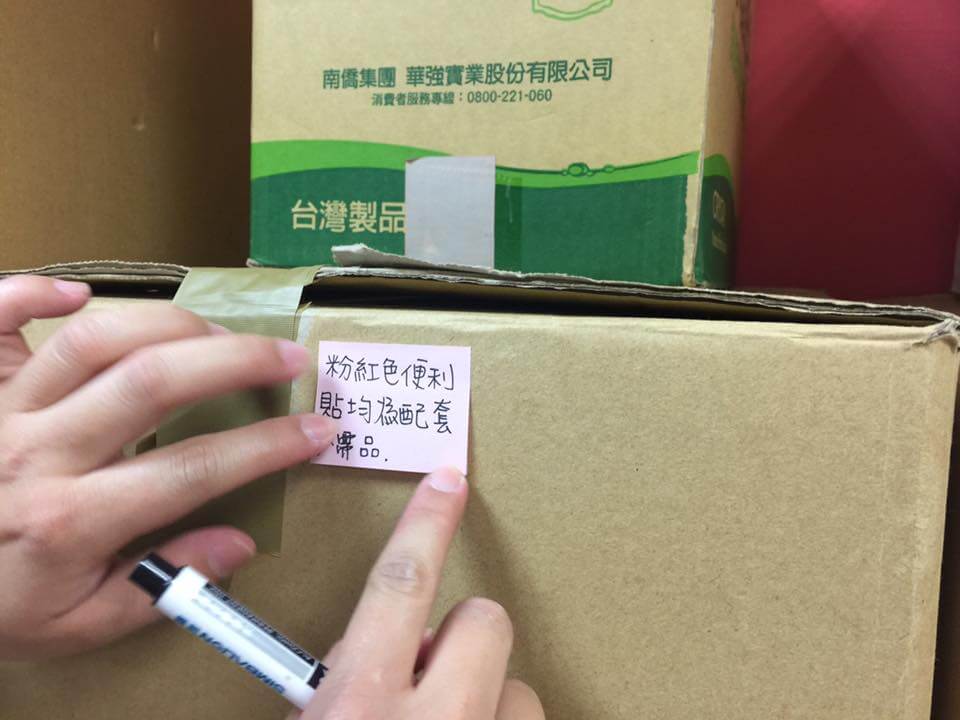 南僑集團 華強實業股份有限公司
消費者服務專線：0800-221-060
台灣製品
粉紅色便利
貼均為配套
品.